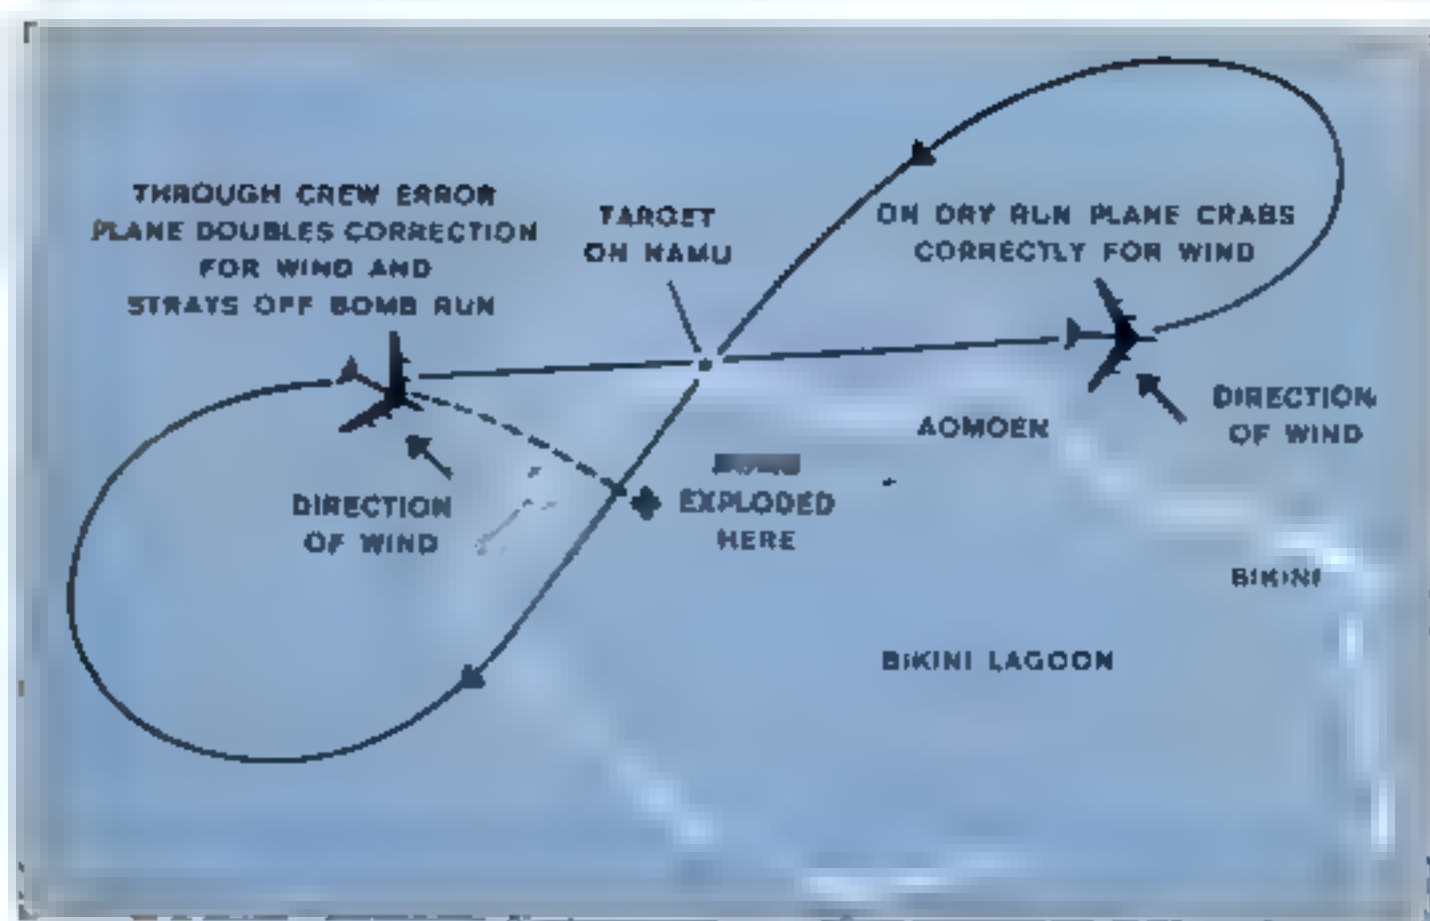 THROUGH CREW ERROR
PLANE DOUBLES CORRECTION
FOR WIND AND
STRAYS OFF BOMB RUN
TARGET
ON NAMU
ON DRY RUN PLANE CRABS
CORRECTLY FOR WIND
DIRECTION
OF WIND
AOMOEN
EXPLODED
HERE
DIRECTION
OF WIND
BIKINI
BIKINI LAGOON